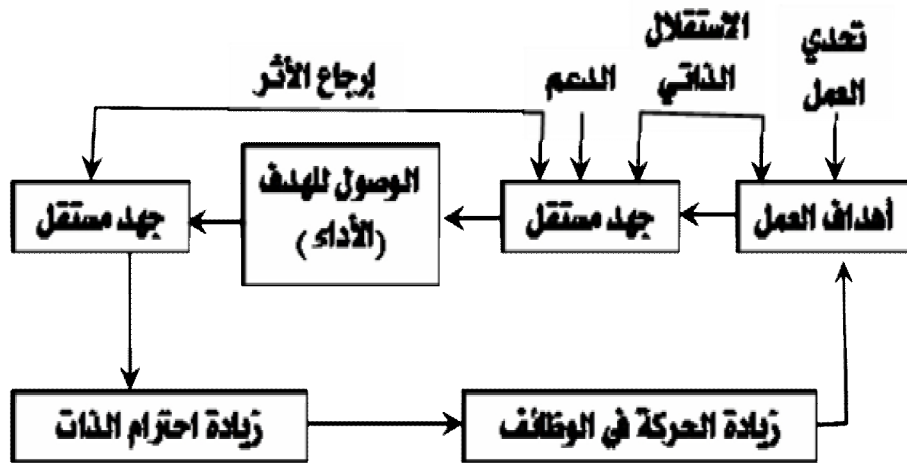 تحدي
العمل
الاستقلال
الذاتي
الدعم
إرجاع الأثر
أهداف العمل
جهد مستقل
الوصول للهدف
(الأداء)
جهد مستقل
زيادة احترام الذات
زيادة الحركة في الوظائف